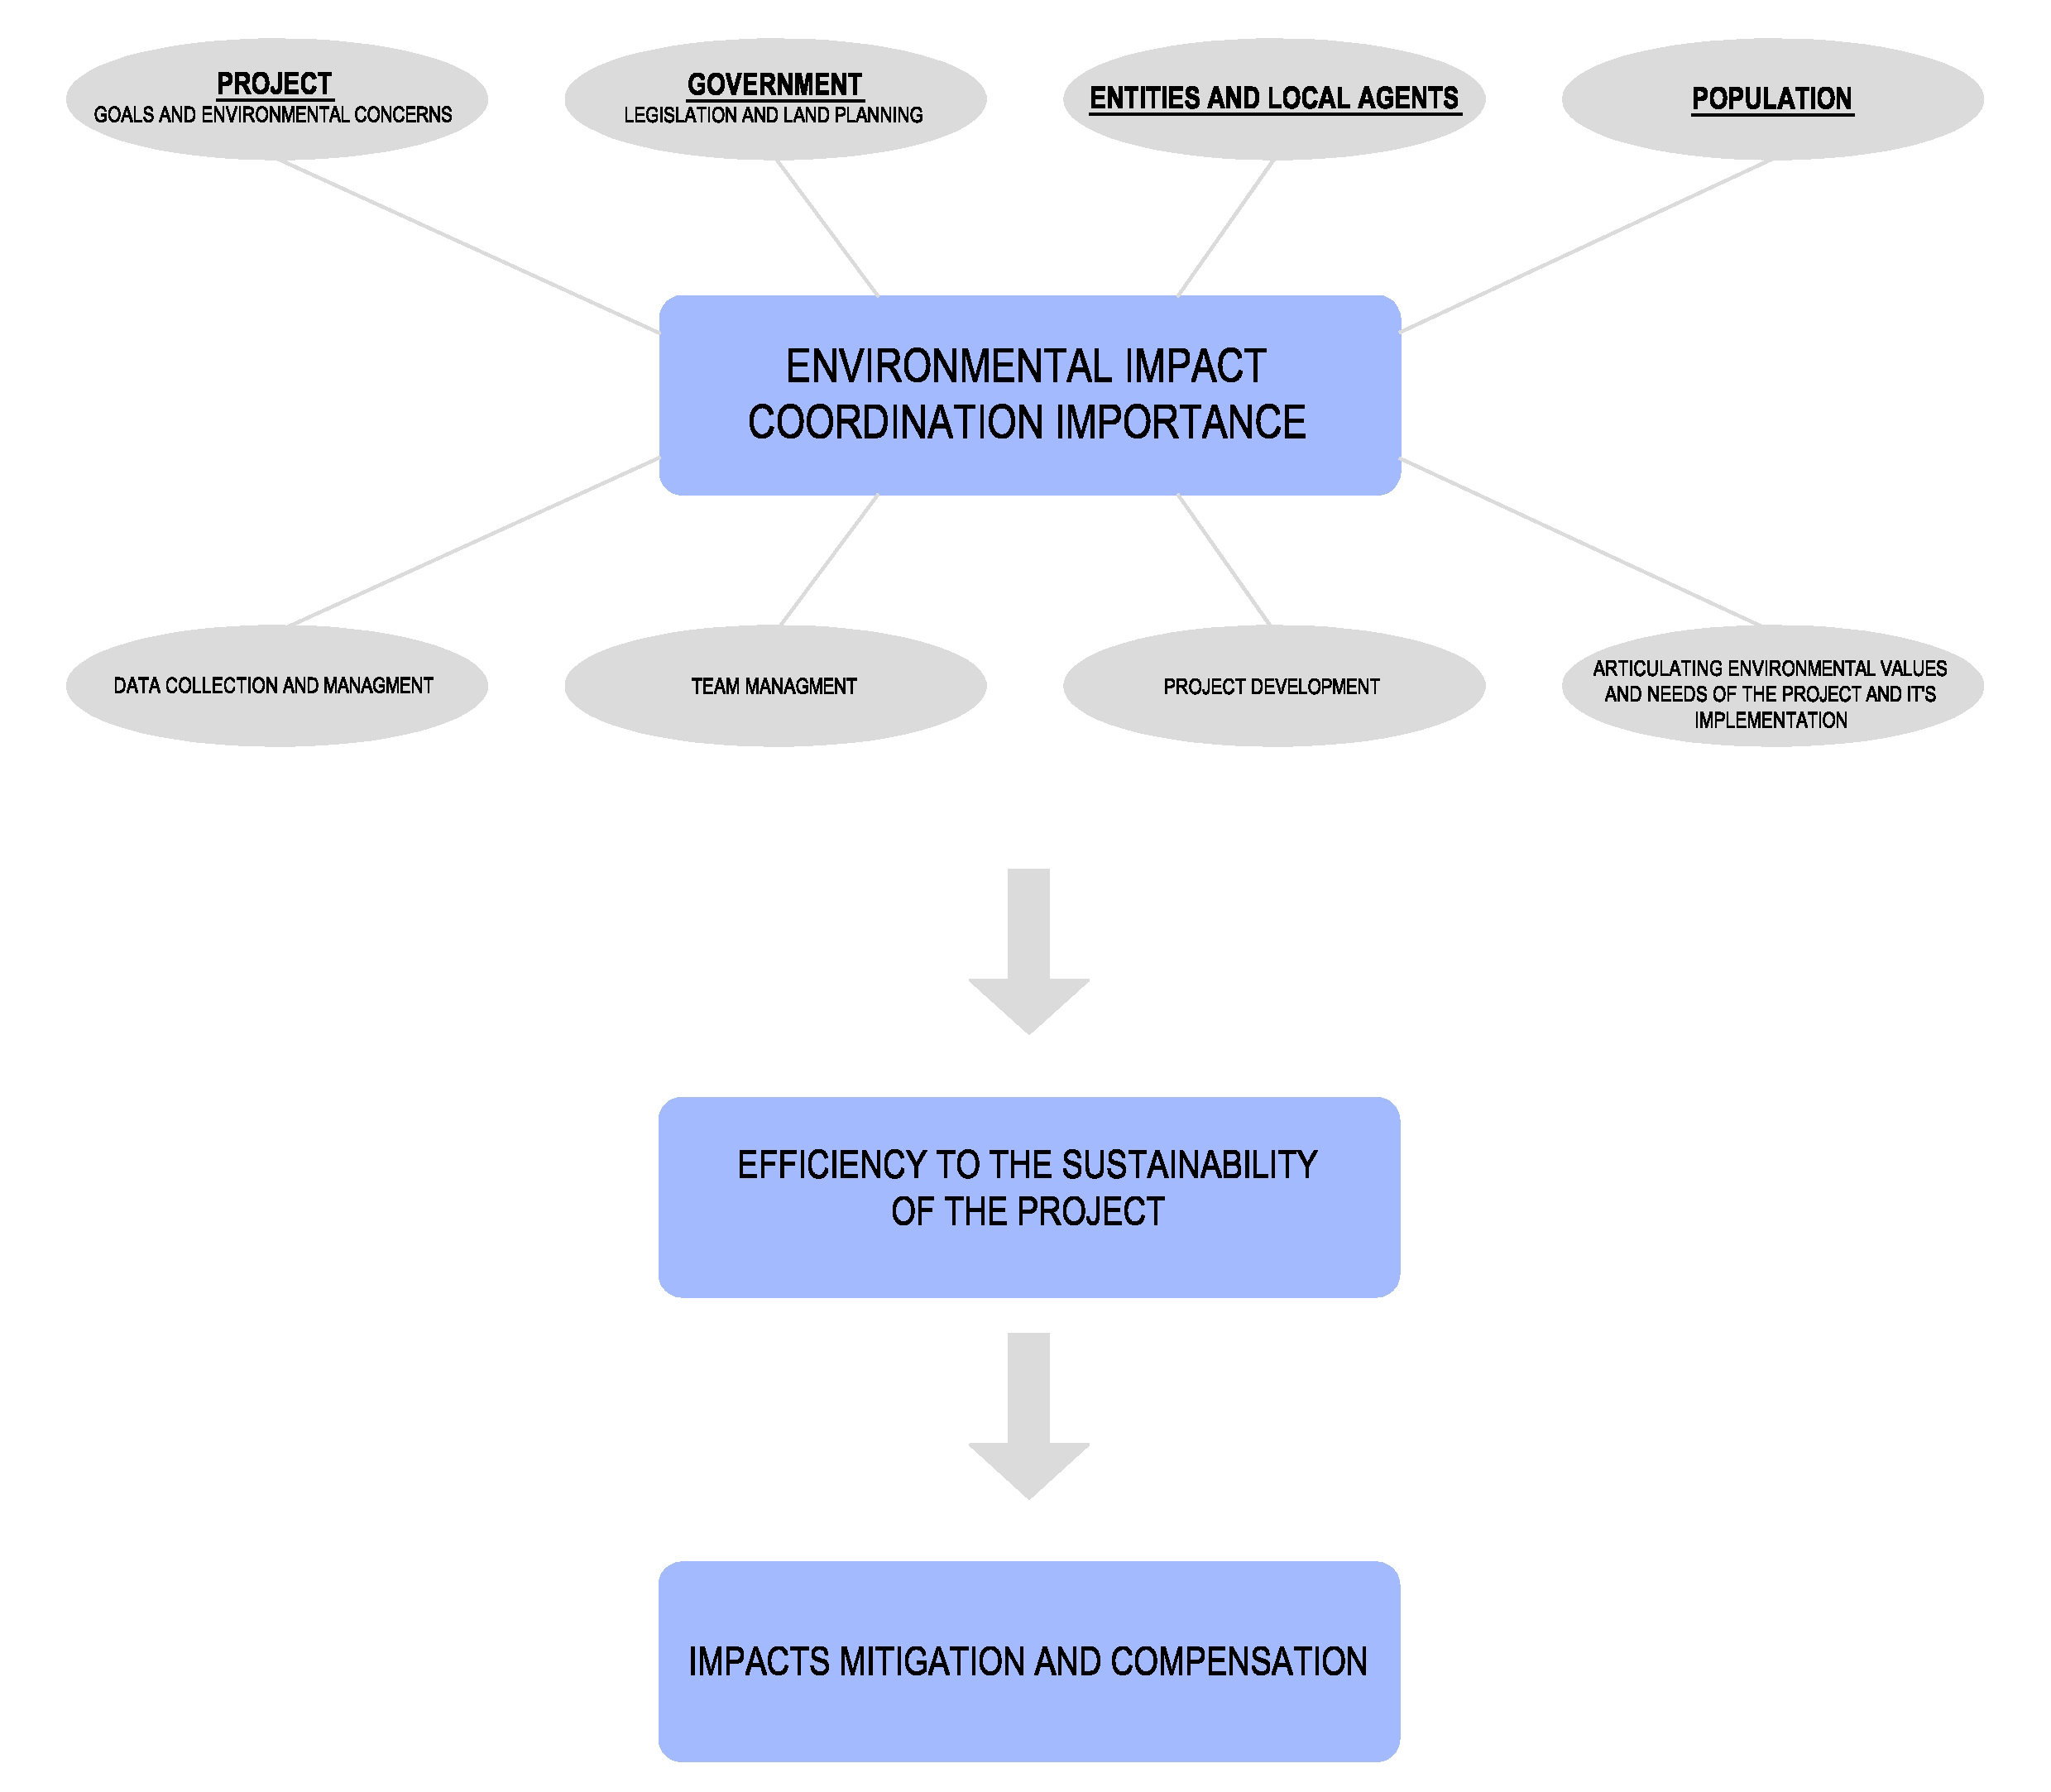 PROJECT
GOALS AND ENVIRONMENTAL CONCERNS
GOVERNMENT
LEGISLATION AND LAND PLANNING
ENTITIES AND LOCAL AGENTS
POPULATION
ENVIRONMENTAL IMPACT
COORDINATION IMPORTANCE
DATA COLLECTION AND MANAGMENT
TEAM MANAGMENT
PROJECT DEVELOPMENT
ARTICULATING ENVIRONMENTAL VALUES
AND NEEDS OF THE PROJECT AND IT'S
IMPLEMENTATION
EFFICIENCY TO THE SUSTAINABILITY
OF THE PROJECT
IMPACTS MITIGATION AND COMPENSATION